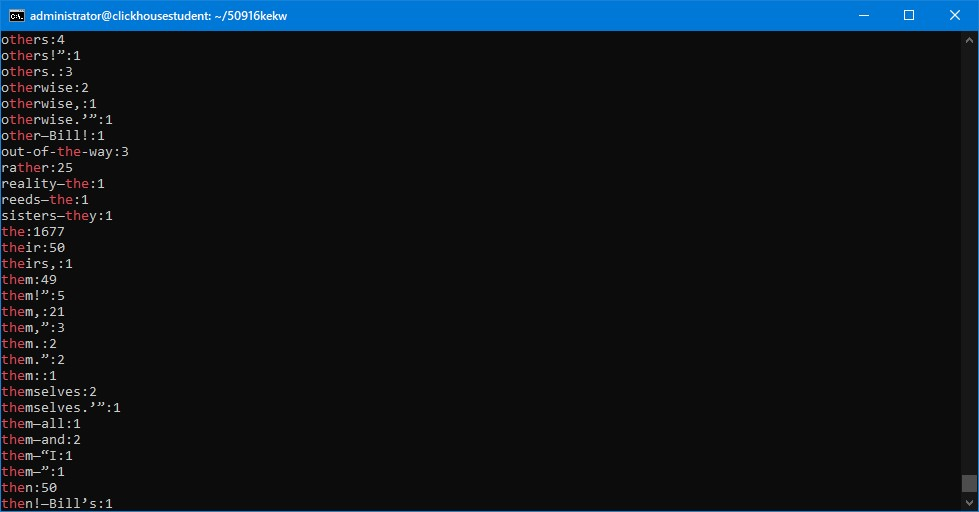 administrator@clickhousestudent: ~/50916kekw
others:4
others!”:1
others.:3
otherwise:2
otherwise,:1
otherwise.’”:1
other—Bill!:1
out-of-the-way:3
rather:25
reality—the:1
reeds—the:1
sisters—they:1
the:1677
their:50
theirs,:1
them:49
them!”:5
them,:21
them,”:3
them.:2
them.”:2
them::1
themselves:2
themselves.’”:1
them—all:1
them—and:2
them—“I:1
them—”:1
then:50
then!—Bill’s:1